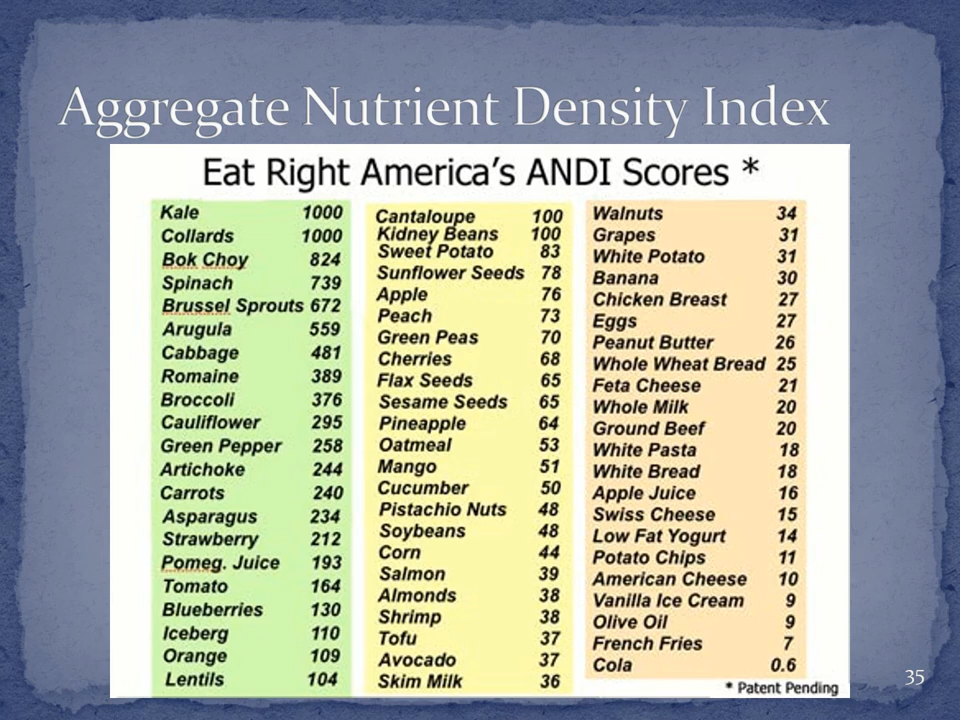 Aggregate Nutrient Density Index
Eat Right America's ANDI Scores *
Kale 1000
Collards 1000
Bok Choy 824
Spinach 739
Brussel Sprouts 672
Arugula 559
Cabbage 481
Romaine 389
Broccoli 376
Cauliflower 295
Green Pepper 258
Artichoke 244
Carrots 240
Asparagus 234
Strawberry 212
Pomeg. Juice 193
Tomato 164
Blueberries 130
Iceberg 110
Orange 109
Lentils 104
Cantaloupe 100
Kidney Beans 100
Sweet Potato 83
Sunflower Seeds 78
Apple 76
Peach 73
Green Peas 70
Cherries 68
Flax Seeds 65
Sesame Seeds 65
Pineapple 64
Oatmeal 53
Mango 51
Cucumber 50
Pistachio Nuts 48
Soybeans 48
Corn 44
Salmon 39
Almonds 38
Shrimp 38
Tofu 37
Avocado 37
Skim Milk 36
Walnuts 34
Grapes 31
White Potato 31
Banana 30
Chicken Breast 27
Eggs 27
Peanut Butter 26
Whole Wheat Bread 25
Feta Cheese 21
Whole Milk 20
Ground Beef 20
White Pasta 18
White Bread 18
Apple Juice 16
Swiss Cheese 15
Low Fat Yogurt 14
Potato Chips 11
American Cheese 10
Vanilla Ice Cream 9
Olive Oil 9
French Fries 7
Cola 0.6
* Patent Pending
35